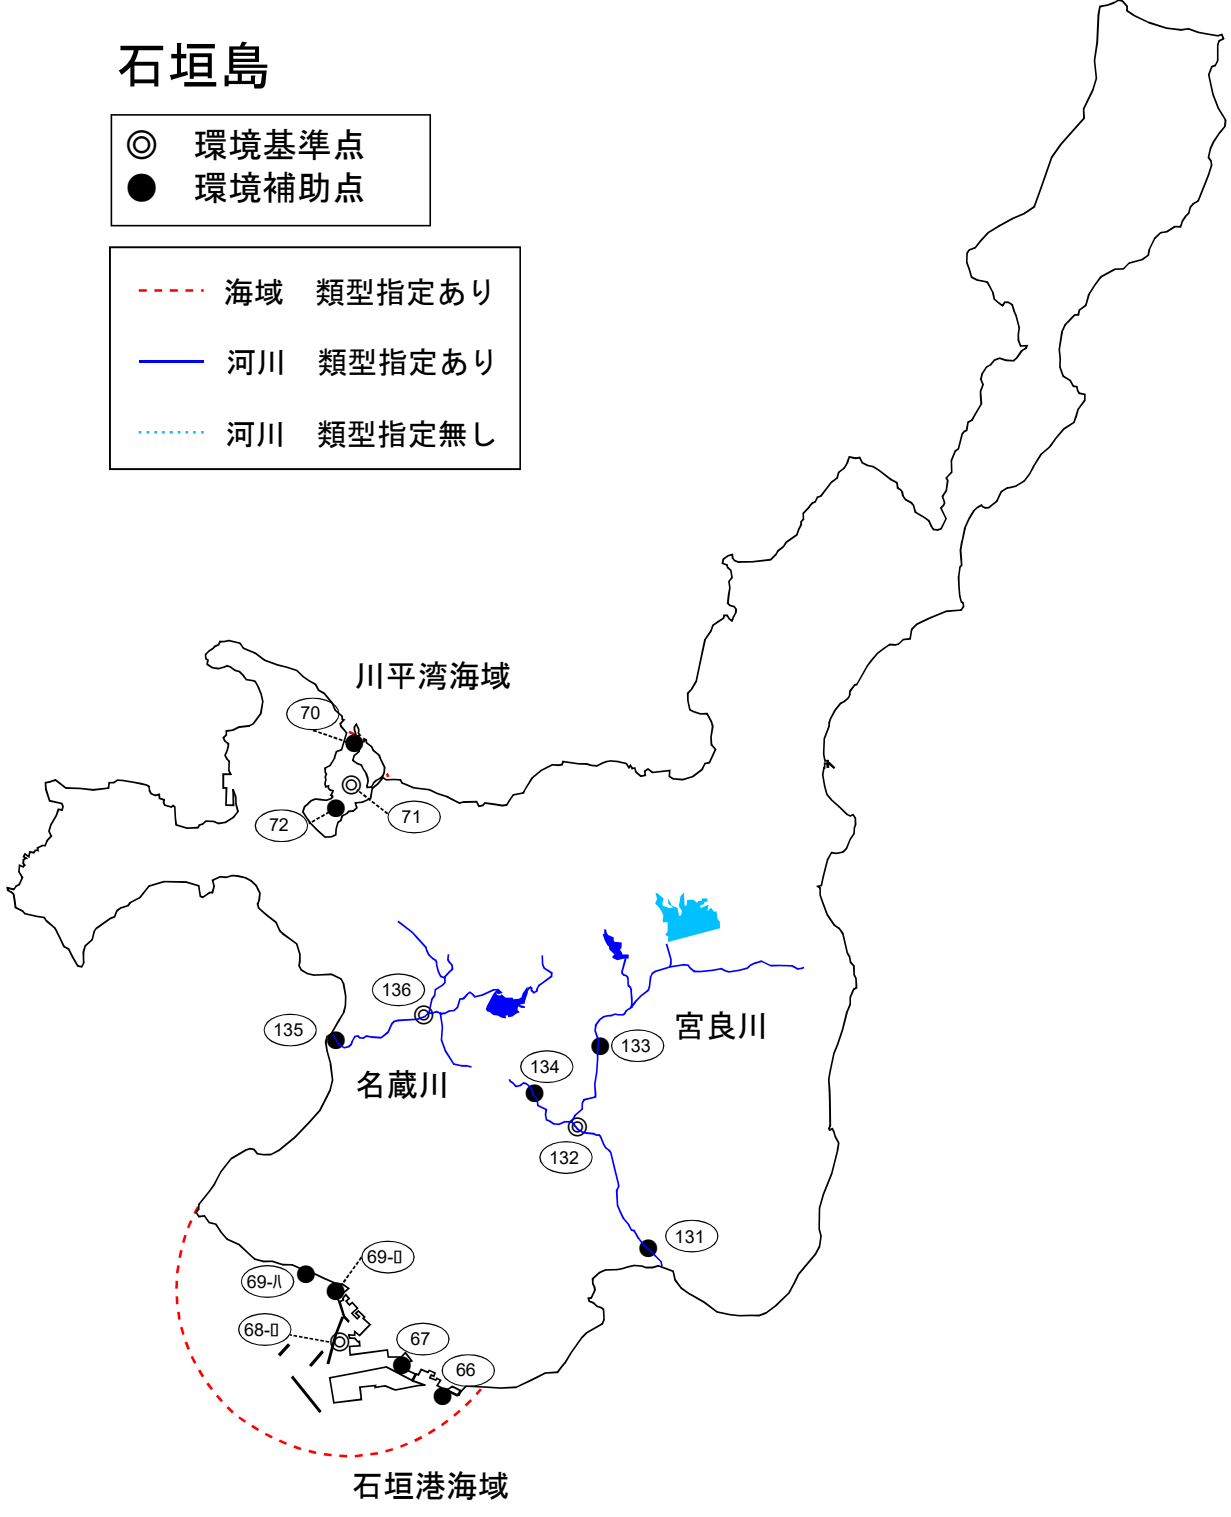 石垣島
環境基準点
環境補助点
海域　類型指定あり
河川　類型指定あり
河川　類型指定無し
川平湾海域
70
71
72
136
135
名蔵川
宮良川
133
134
132
131
69-ﾛ
69-ﾊ
68-ﾛ
67
66
石垣港海域